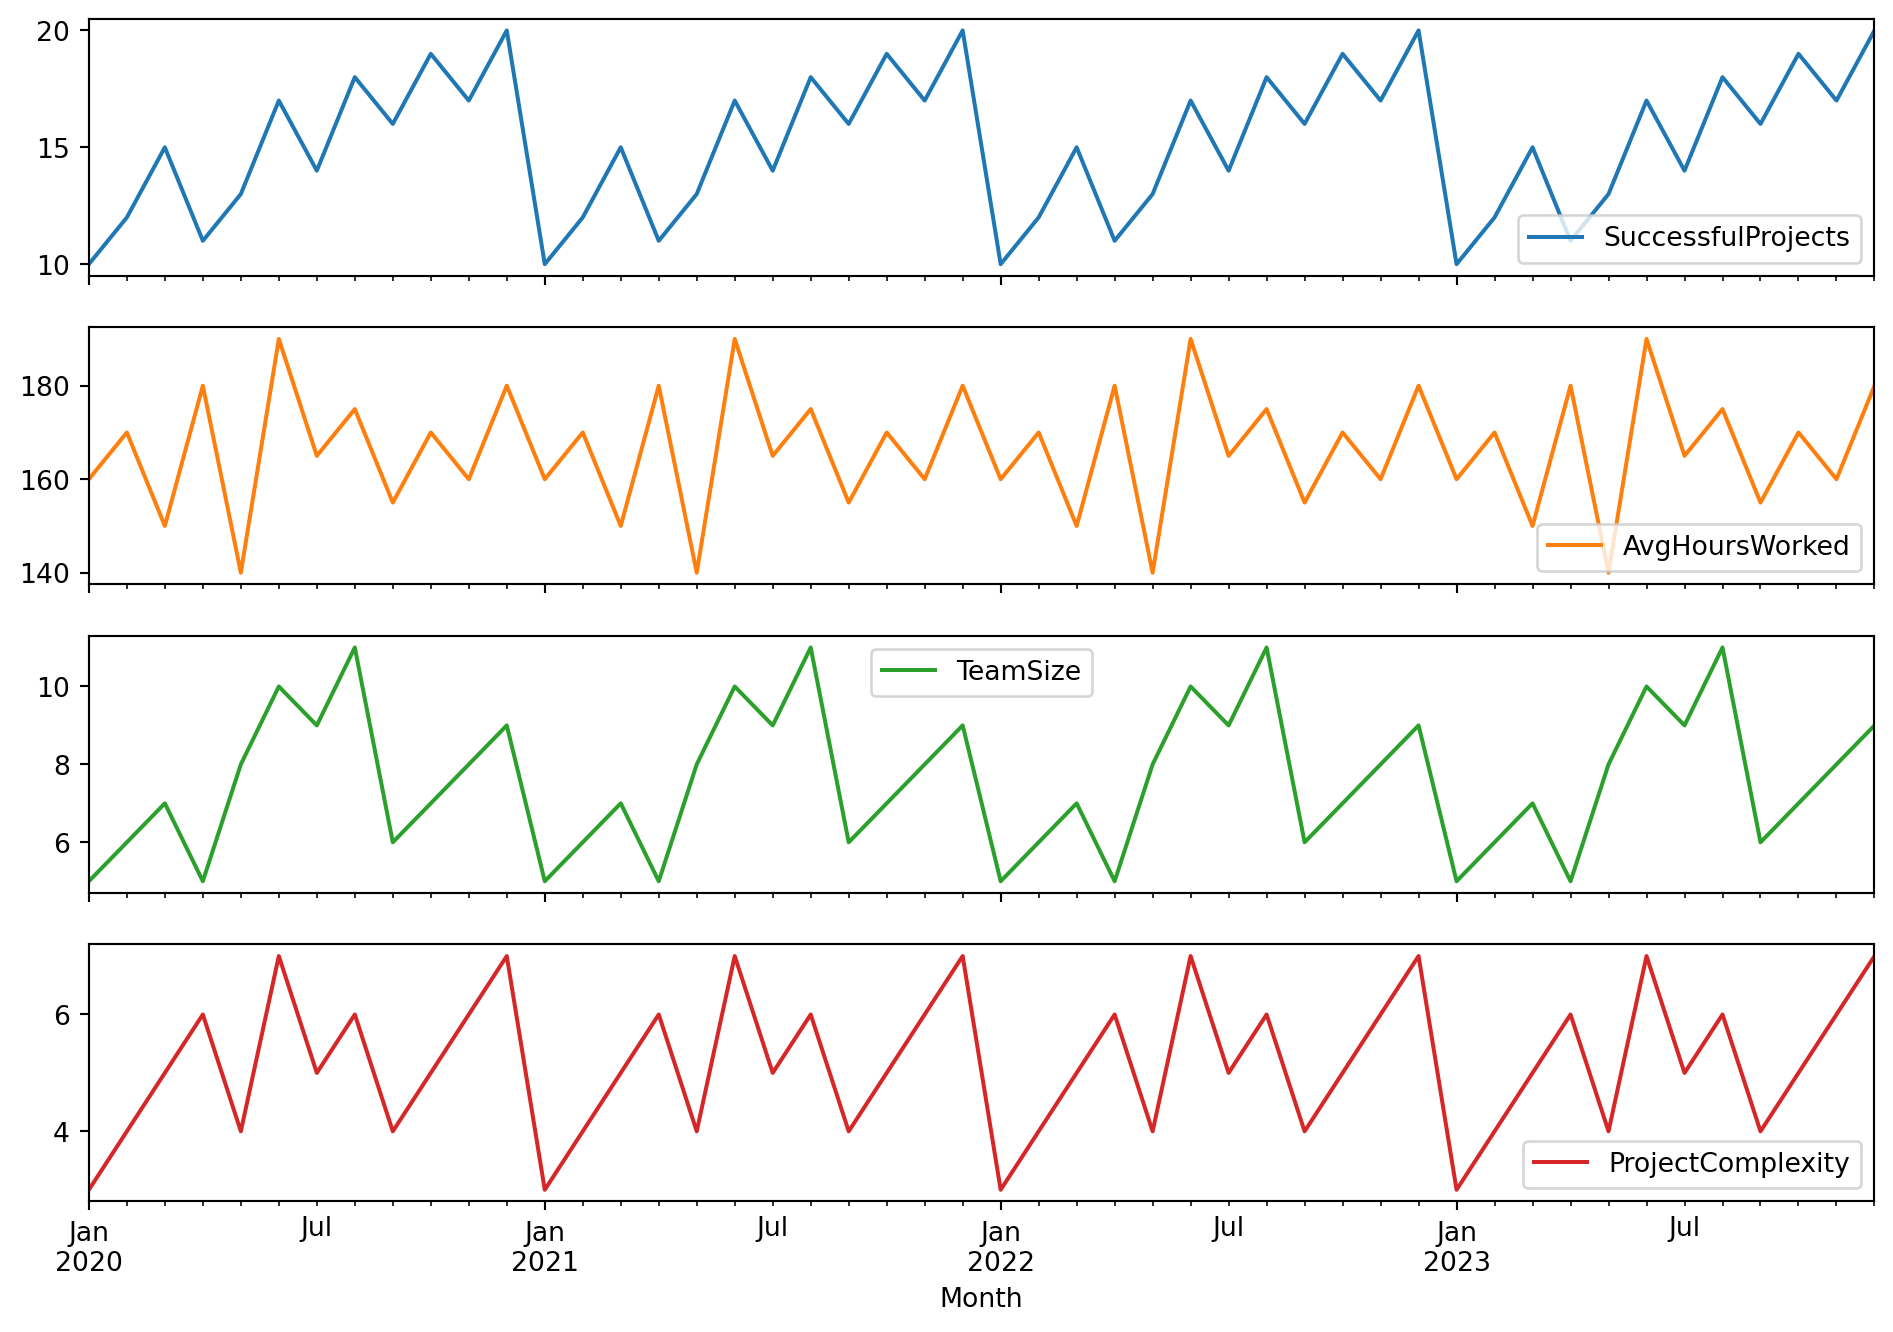 20
15
10
SuccessfulProjects
180
160
140
AvgHoursWorked
10
8
6
TeamSize
6
4
ProjectComplexity
Jan Jul Jan Jul Jan Jul Jan Jul
2020 2021 2022 2023
Month